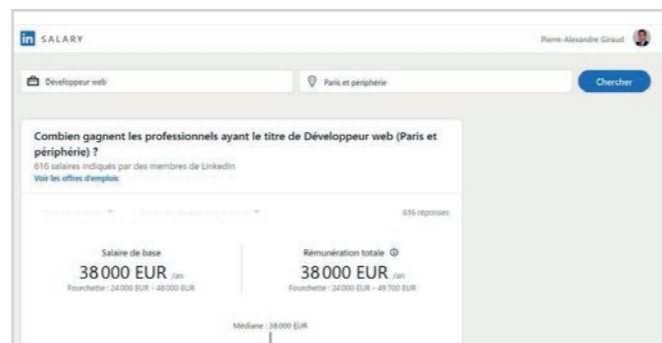 in SALARY
Pierre-Alexandre Giraud
Développeur web
Paris et périphérie
Chercher
Combien gagnent les professionnels ayant le titre de Développeur web (Paris et
périphérie) ?
616 salaires indiqués par des membres de LinkedIn
Voir les offres d'emplois
616 réponses
Salaire de base
38 000 EUR /an
Fourchette : 24 000 EUR - 48 000 EUR
Rémunération totale
38 000 EUR /an
Fourchette : 24 000 EUR - 49 700 EUR
Médiane : 38 000 EUR